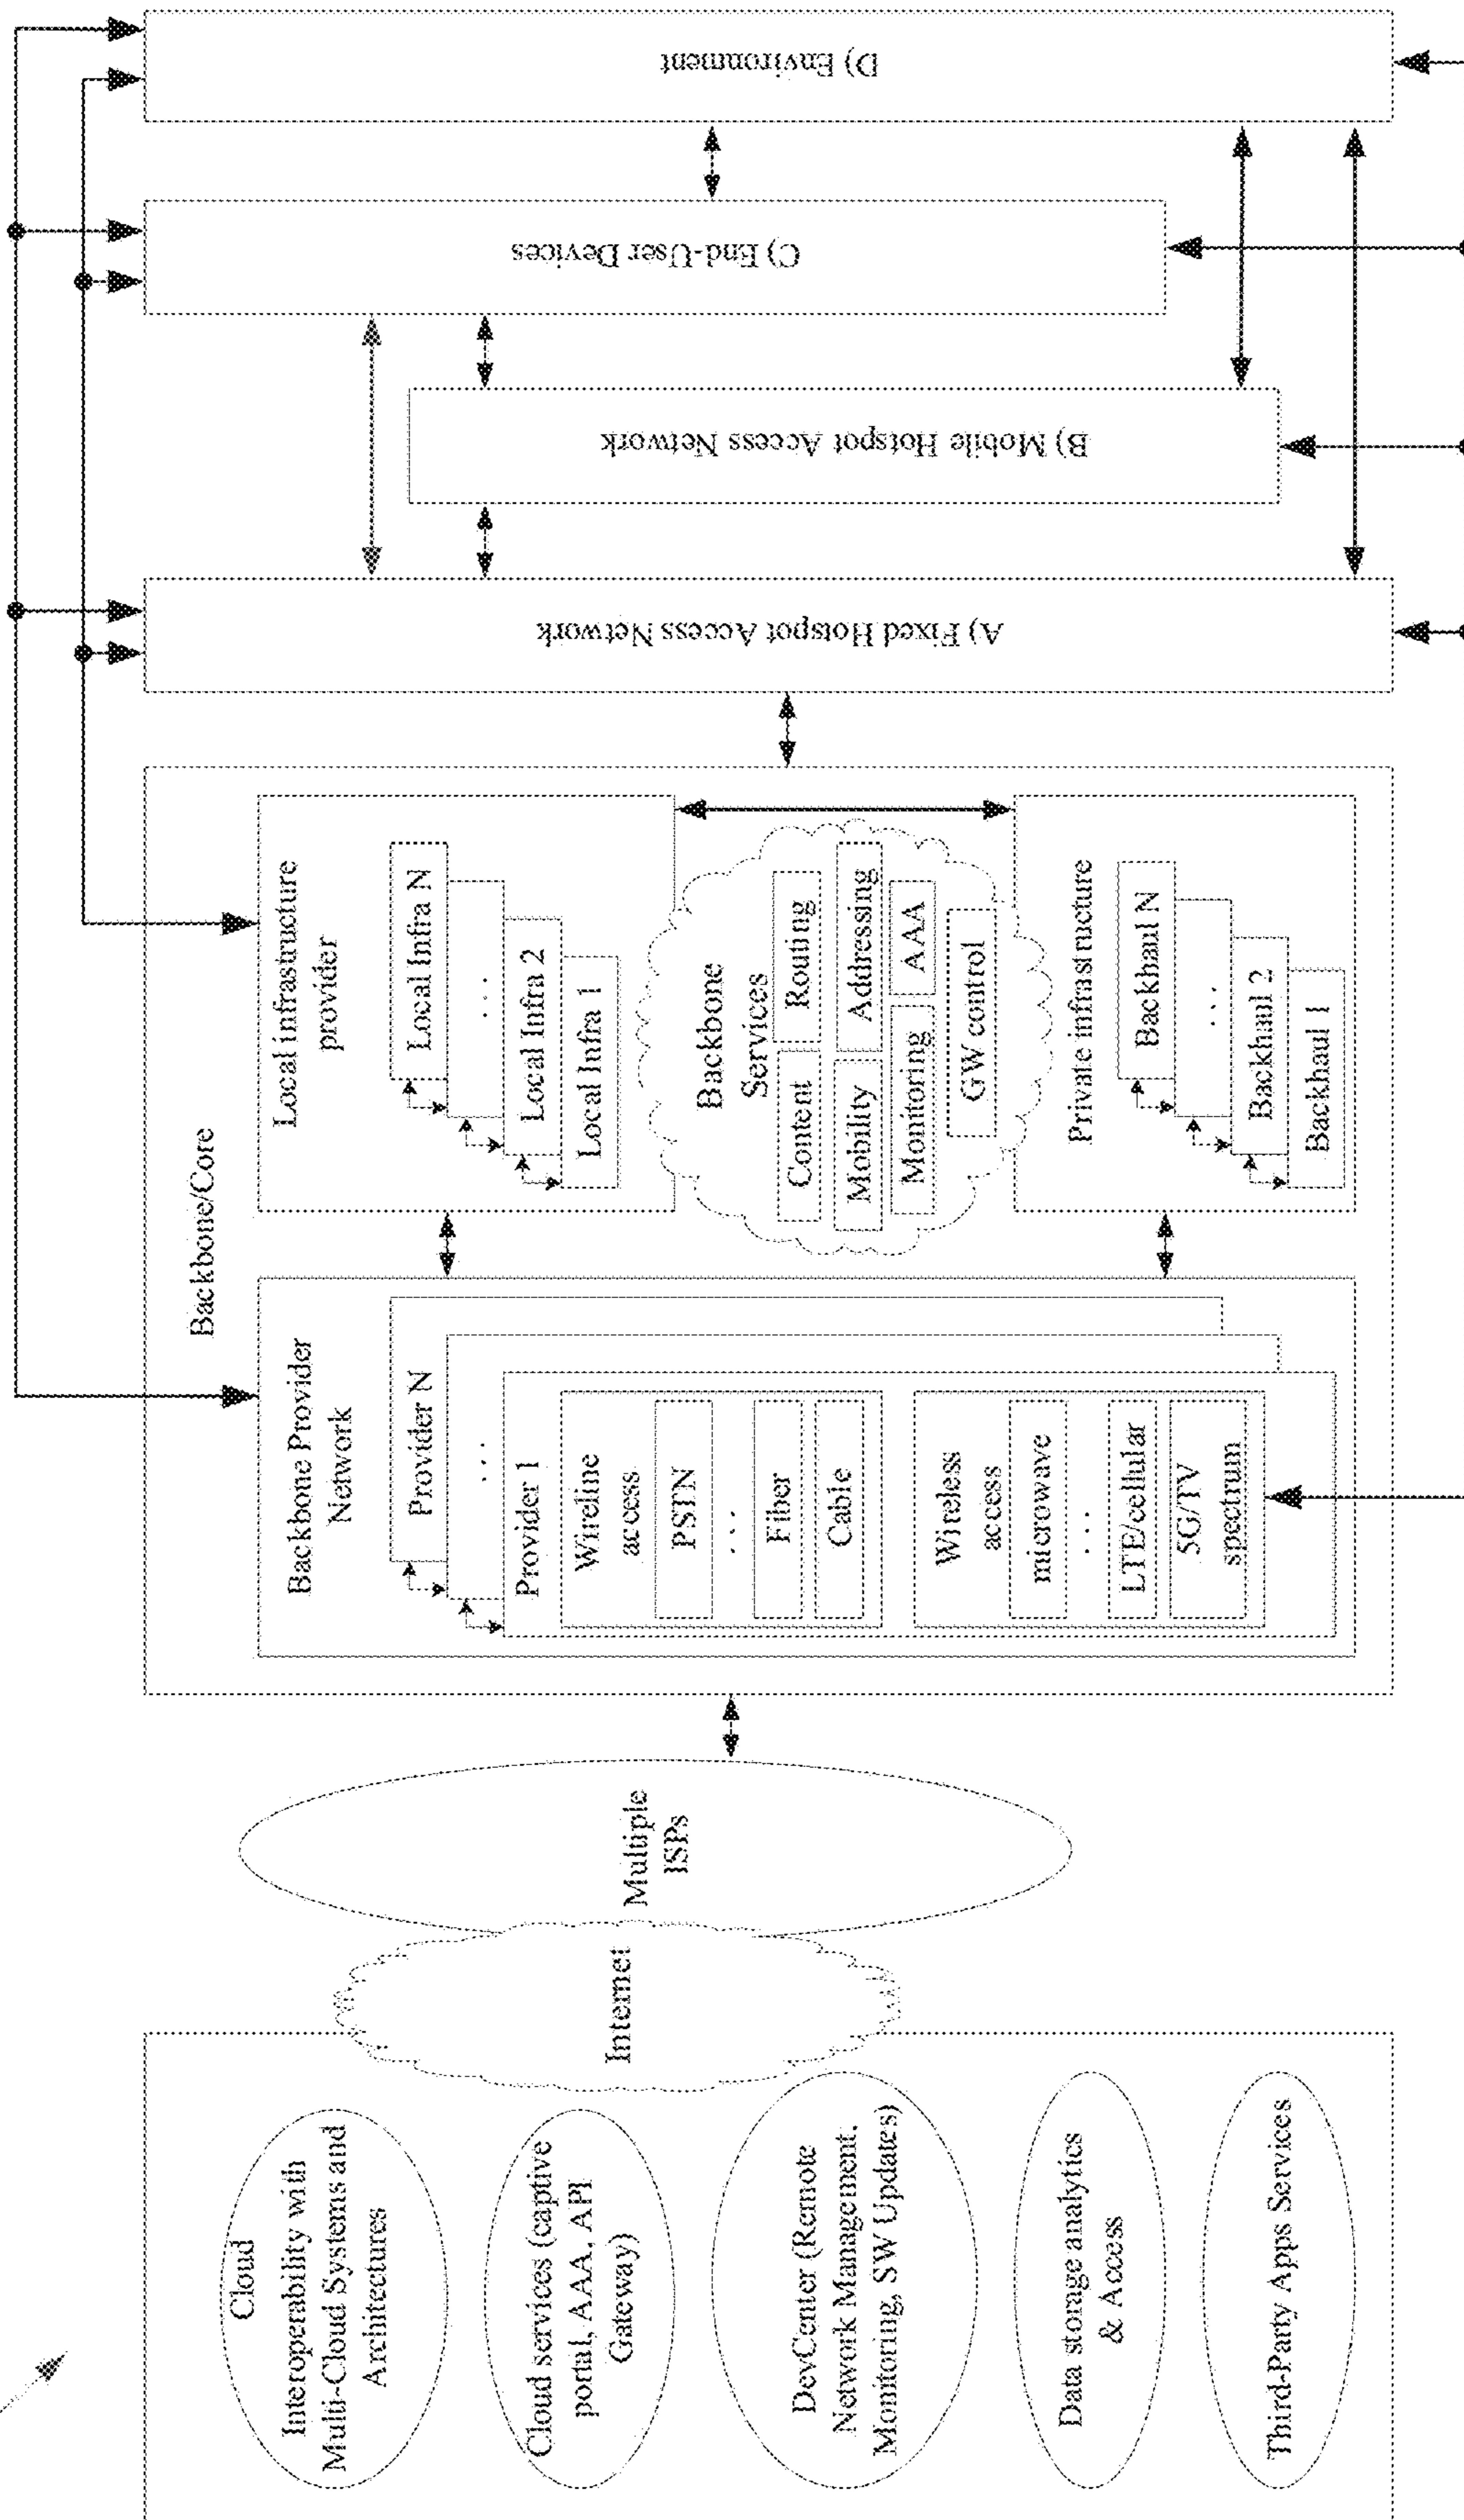 Cloud
Interoperability with
Multi-Cloud Systems and
Architectures
Cloud services (captive
portal, AAA, API
Gateway)
DevCenter (Remote
Network Management,
Monitoring, SW Updates)
Data storage analytics
& Access
Third-Party Apps Services
Internet
Multiple
ISPs
Backbone/Core
Backbone Provider
Network
Provider N
...
Provider 1
Wireline
access
PSTN
...
Fiber
Cable
Wireless
access
microwave
...
LTE/cellular
5G/TV
spectrum
Local infrastructure
provider
Local Infra N
...
Local Infra 2
Local Infra 1
Backbone
Services
Content
Routing
Mobility
Addressing
Monitoring
AAA
GW control
Private infrastructure
Backhaul N
...
Backhaul 2
Backhaul 1
A) Fixed Hotspot Access Network
B) Mobile Hotspot Access Network
C) End-User Devices
D) Environment